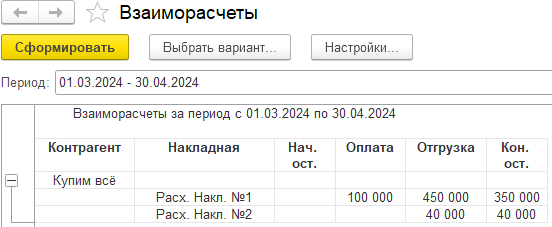 Взаиморасчеты
Сформировать Выбрать вариант... Настройки...
Период: 01.03.2024 - 30.04.2024
Взаиморасчеты за период с 01.03.2024 по 30.04.2024
Контрагент Накладная Нач. ост. Оплата Отгрузка Кон. ост.
Купим всё
Расх. Накл. №1 100 000 450 000 350 000
Расх. Накл. №2 40 000 40 000